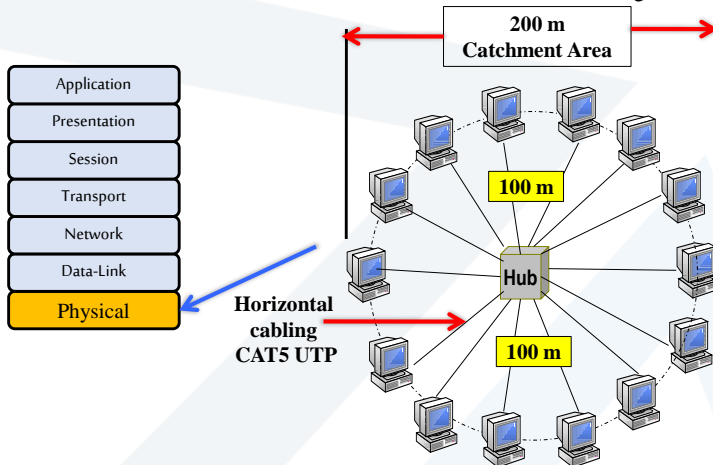 200 m
Catchment Area
Application
Presentation
Session
Transport
Network
Data-Link
Physical
100 m
Hub
Horizontal
cabling
CAT5 UTP
100 m